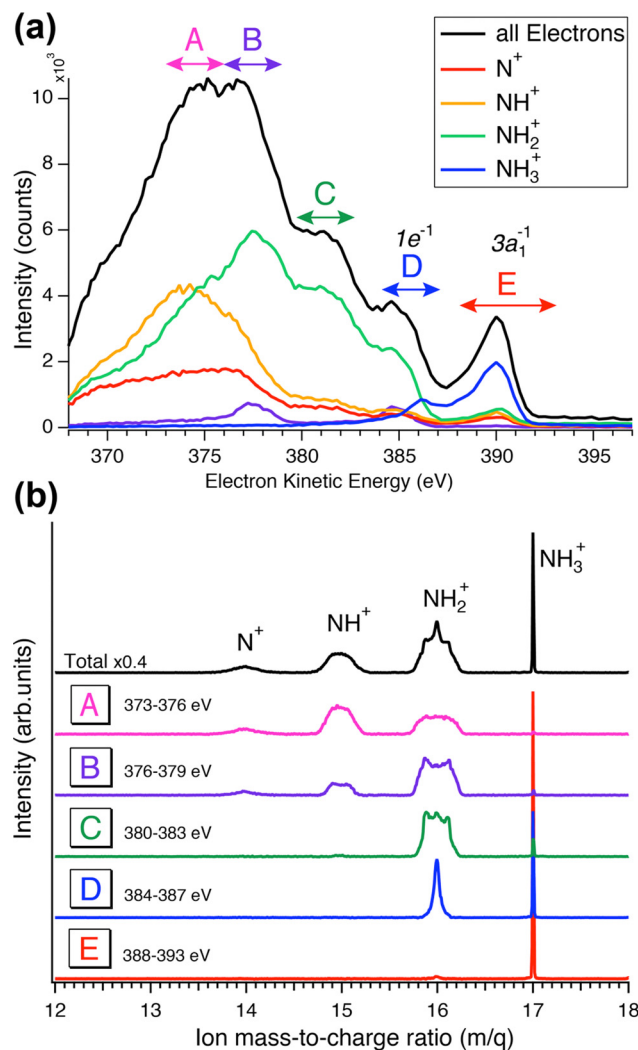 (a)
A B
x10³
10
8
6
4
2
0
Intensity (counts)
C
1e⁻¹
D
3a₁⁻¹
E
all Electrons
N⁺
NH⁺
NH₂⁺
NH₃⁺
370 375 380 385 390 395
Electron Kinetic Energy (eV)
(b)
Intensity (arb.units)
N⁺
NH⁺
NH₂⁺
NH₃⁺
Total x0.4
A 373-376 eV
B 376-379 eV
C 380-383 eV
D 384-387 eV
E 388-393 eV
12 13 14 15 16 17 18
Ion mass-to-charge ratio (m/q)